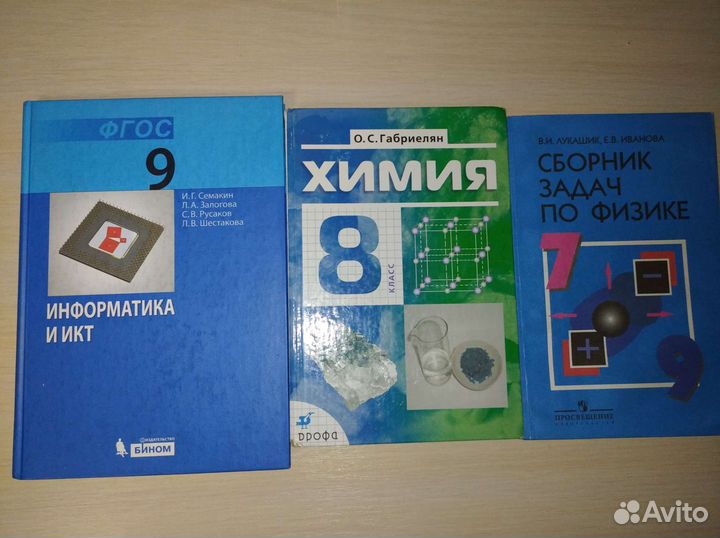 ФГОС
9
И.Г. Семакин
Л.А. Залогова
С.В. Русаков
Л.В. Шестакова
ИНФОРМАТИКА
И ИКТ
издательство
БИНОМ
О. С. Габриелян
ХИМИЯ
8
КЛАСС
дрофа
В.И. ЛУКАШИК, Е.В. ИВАНОВА
СБОРНИК
ЗАДАЧ
ПО ФИЗИКЕ
7
9
ПРОСВЕЩЕНИЕ
ИЗДАТЕЛЬСТВО
Avito